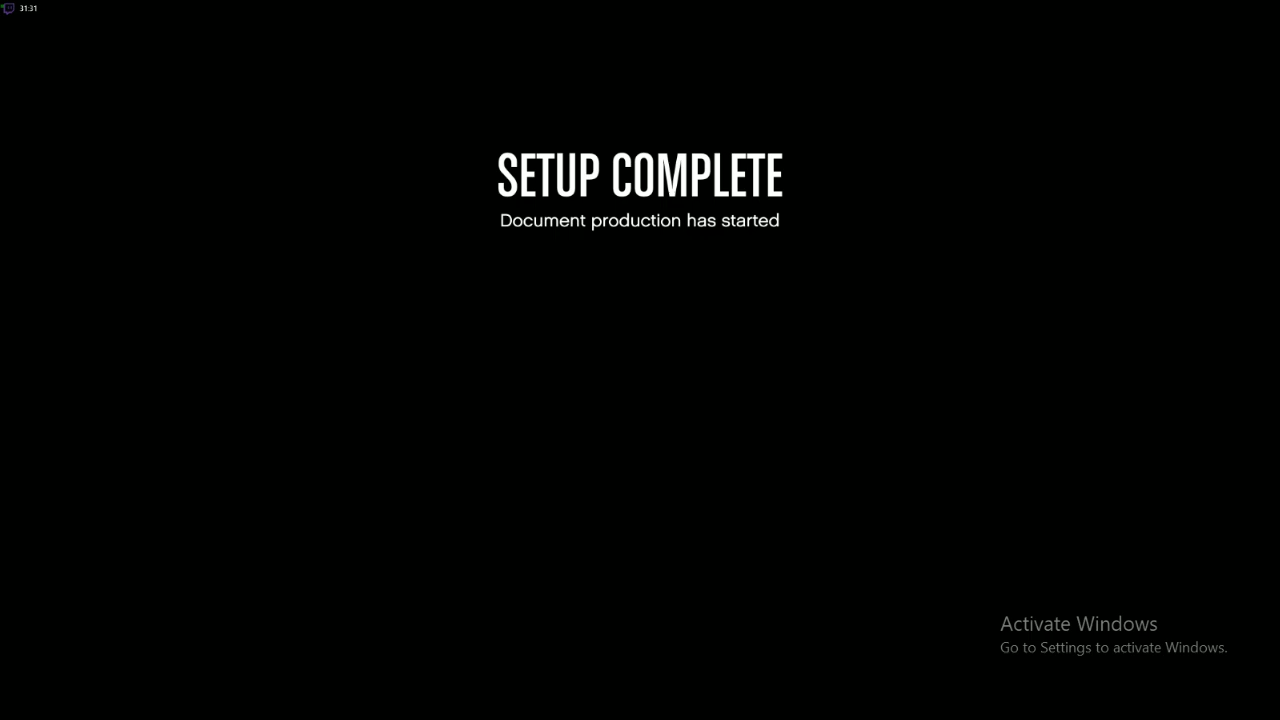 31:31
SETUP COMPLETE
Document production has started
Activate Windows
Go to Settings to activate Windows.